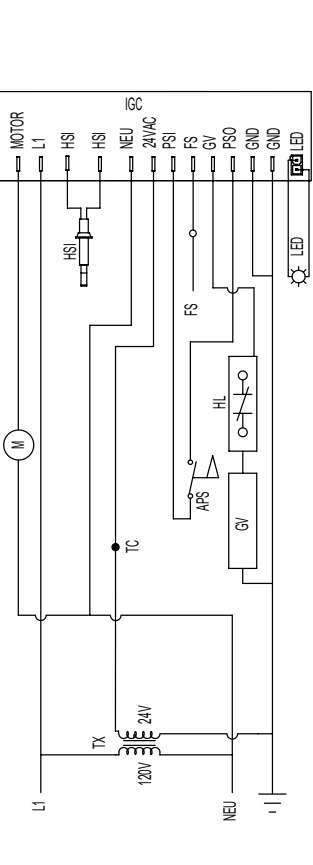 IGC
MOTOR
L1
HSI
HSI
NEU
24VAC
PSI
FS
GV
PSO
GND
GND
LED
HSI
LED
FS
M
HL
APS
GV
TC
TX
24V
120V
L1
NEU